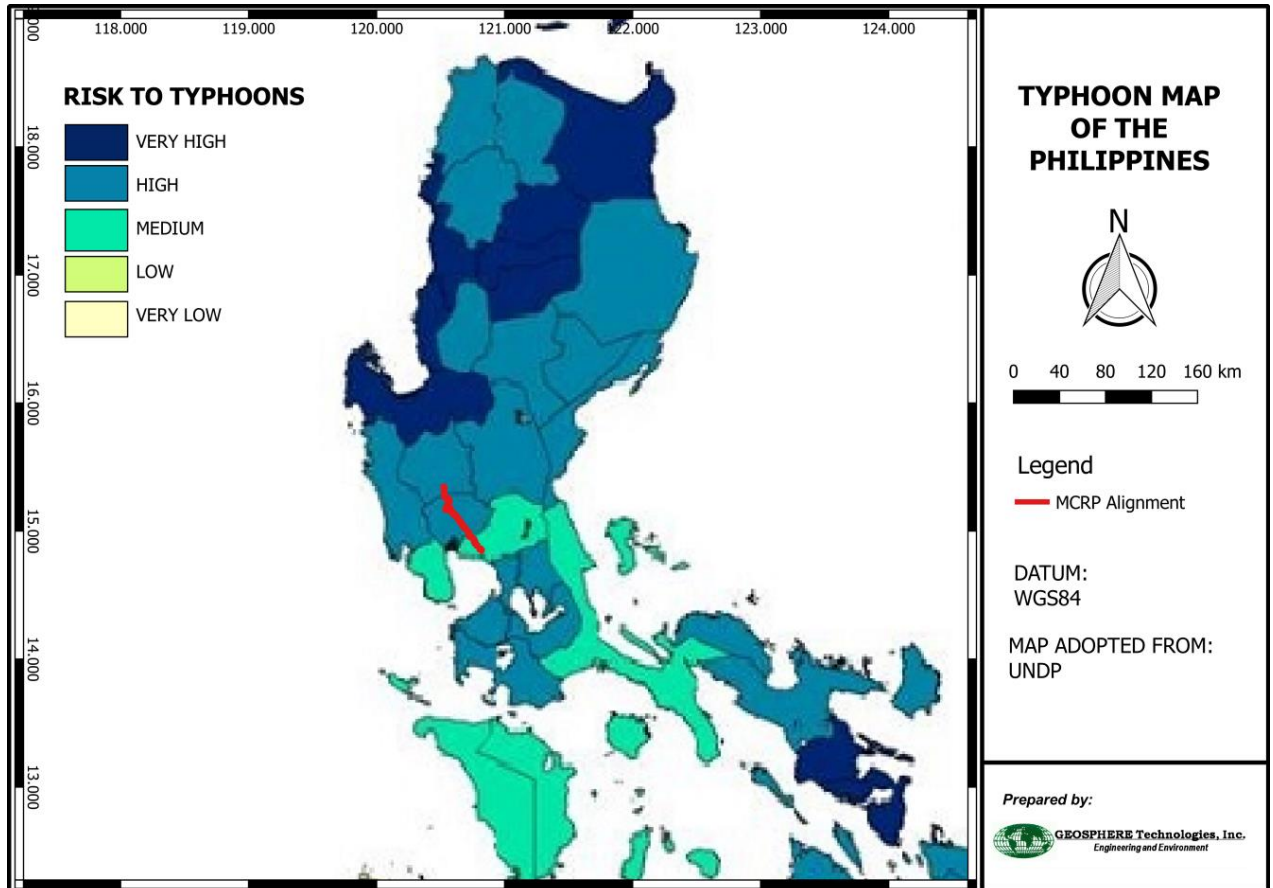 118.000 119.000 120.000 121.000 122.000 123.000 124.000
18.000
17.000
16.000
15.000
14.000
13.000
RISK TO TYPHOONS
VERY HIGH
HIGH
MEDIUM
LOW
VERY LOW
TYPHOON MAP
OF THE
PHILIPPINES
N
0 40 80 120 160 km
Legend
MCRP Alignment
DATUM:
WGS84
MAP ADOPTED FROM:
UNDP
Prepared by:
GEOSPHERE Technologies, Inc.
Engineering and Environment